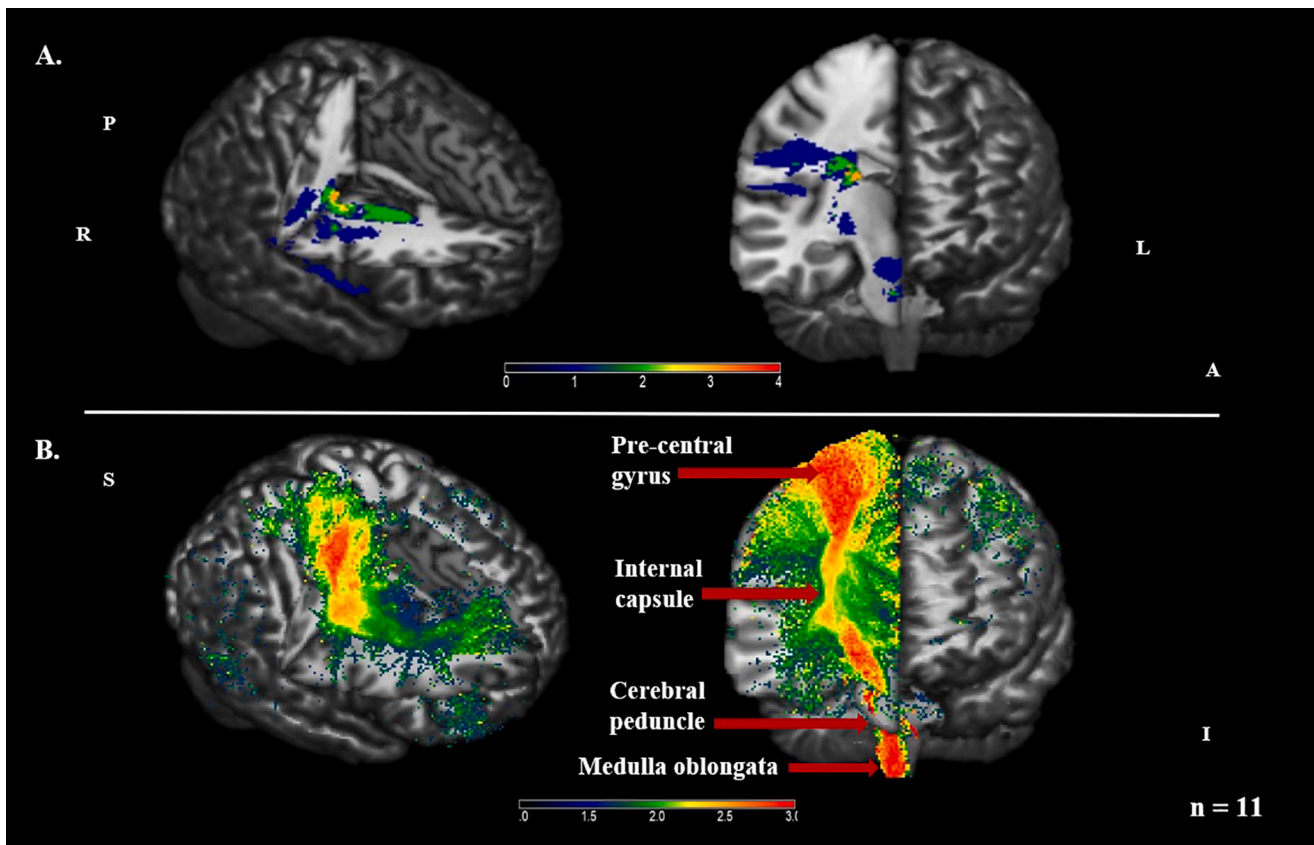 A.
P
R
L
A
0 1 2 3 4
B.
S
Pre-central
gyrus
Internal
capsule
Cerebral
peduncle
Medulla oblongata
I
.0 1.5 2.0 2.5 3.0
n = 11